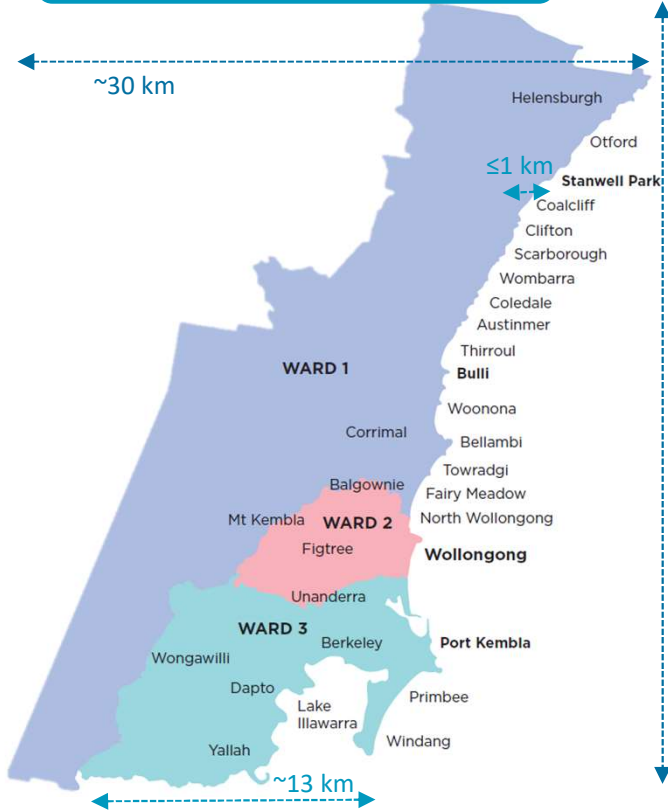 ~30 km
Helensburgh
Otford
≤1 km
Stanwell Park
Coalcliff
Clifton
Scarborough
Wombarra
Coledale
Austinmer
Thirroul
WARD 1
Bulli
Woonona
Corrimal
Bellambi
Towradgi
Balgownie
Fairy Meadow
Mt Kembla
WARD 2
North Wollongong
Figtree
Wollongong
Unanderra
WARD 3
Berkeley
Port Kembla
Wongawilli
Dapto
Primbee
Lake
Illawarra
Windang
Yallah
~13 km